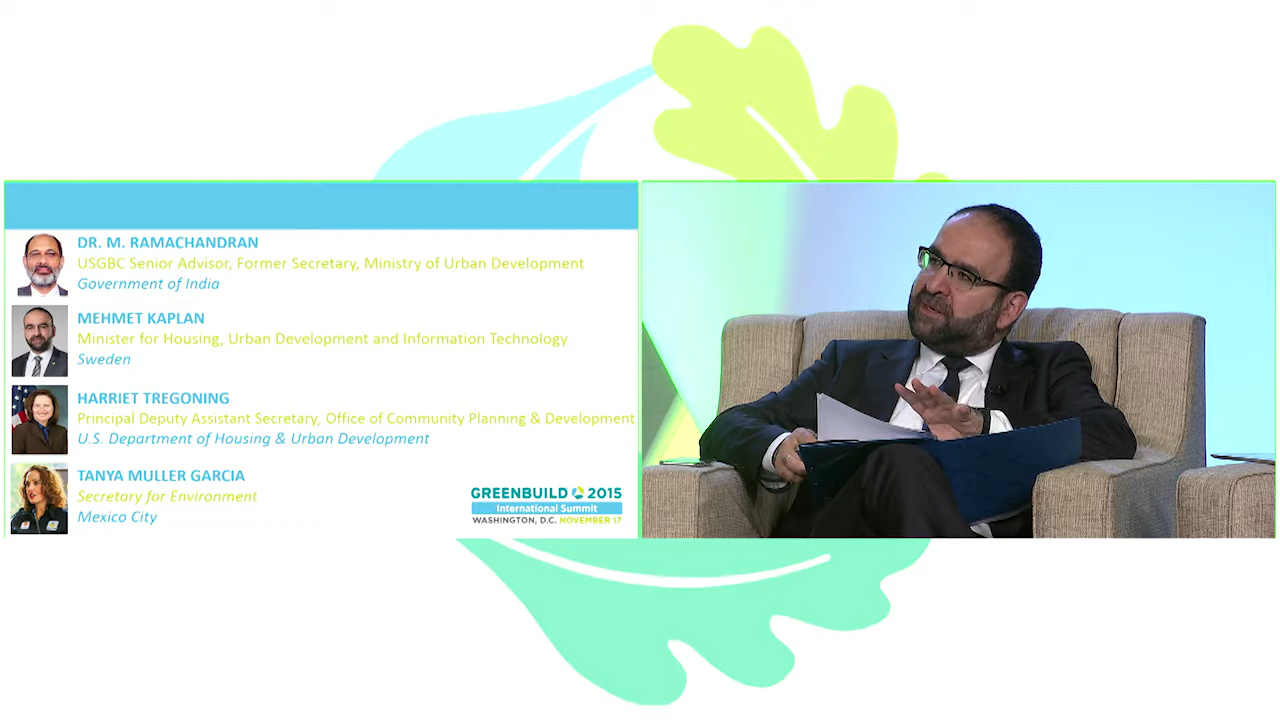 DR. M. RAMACHANDRAN
USGBC Senior Advisor, Former Secretary, Ministry of Urban Development
Government of India
MEHMET KAPLAN
Minister for Housing, Urban Development and Information Technology
Sweden
HARRIET TREGONING
Principal Deputy Assistant Secretary, Office of Community Planning & Development
U.S. Department of Housing & Urban Development
TANYA MULLER GARCIA
Secretary for Environment
Mexico City
GREENBUILD 2015
International Summit
WASHINGTON, D.C. NOVEMBER 17